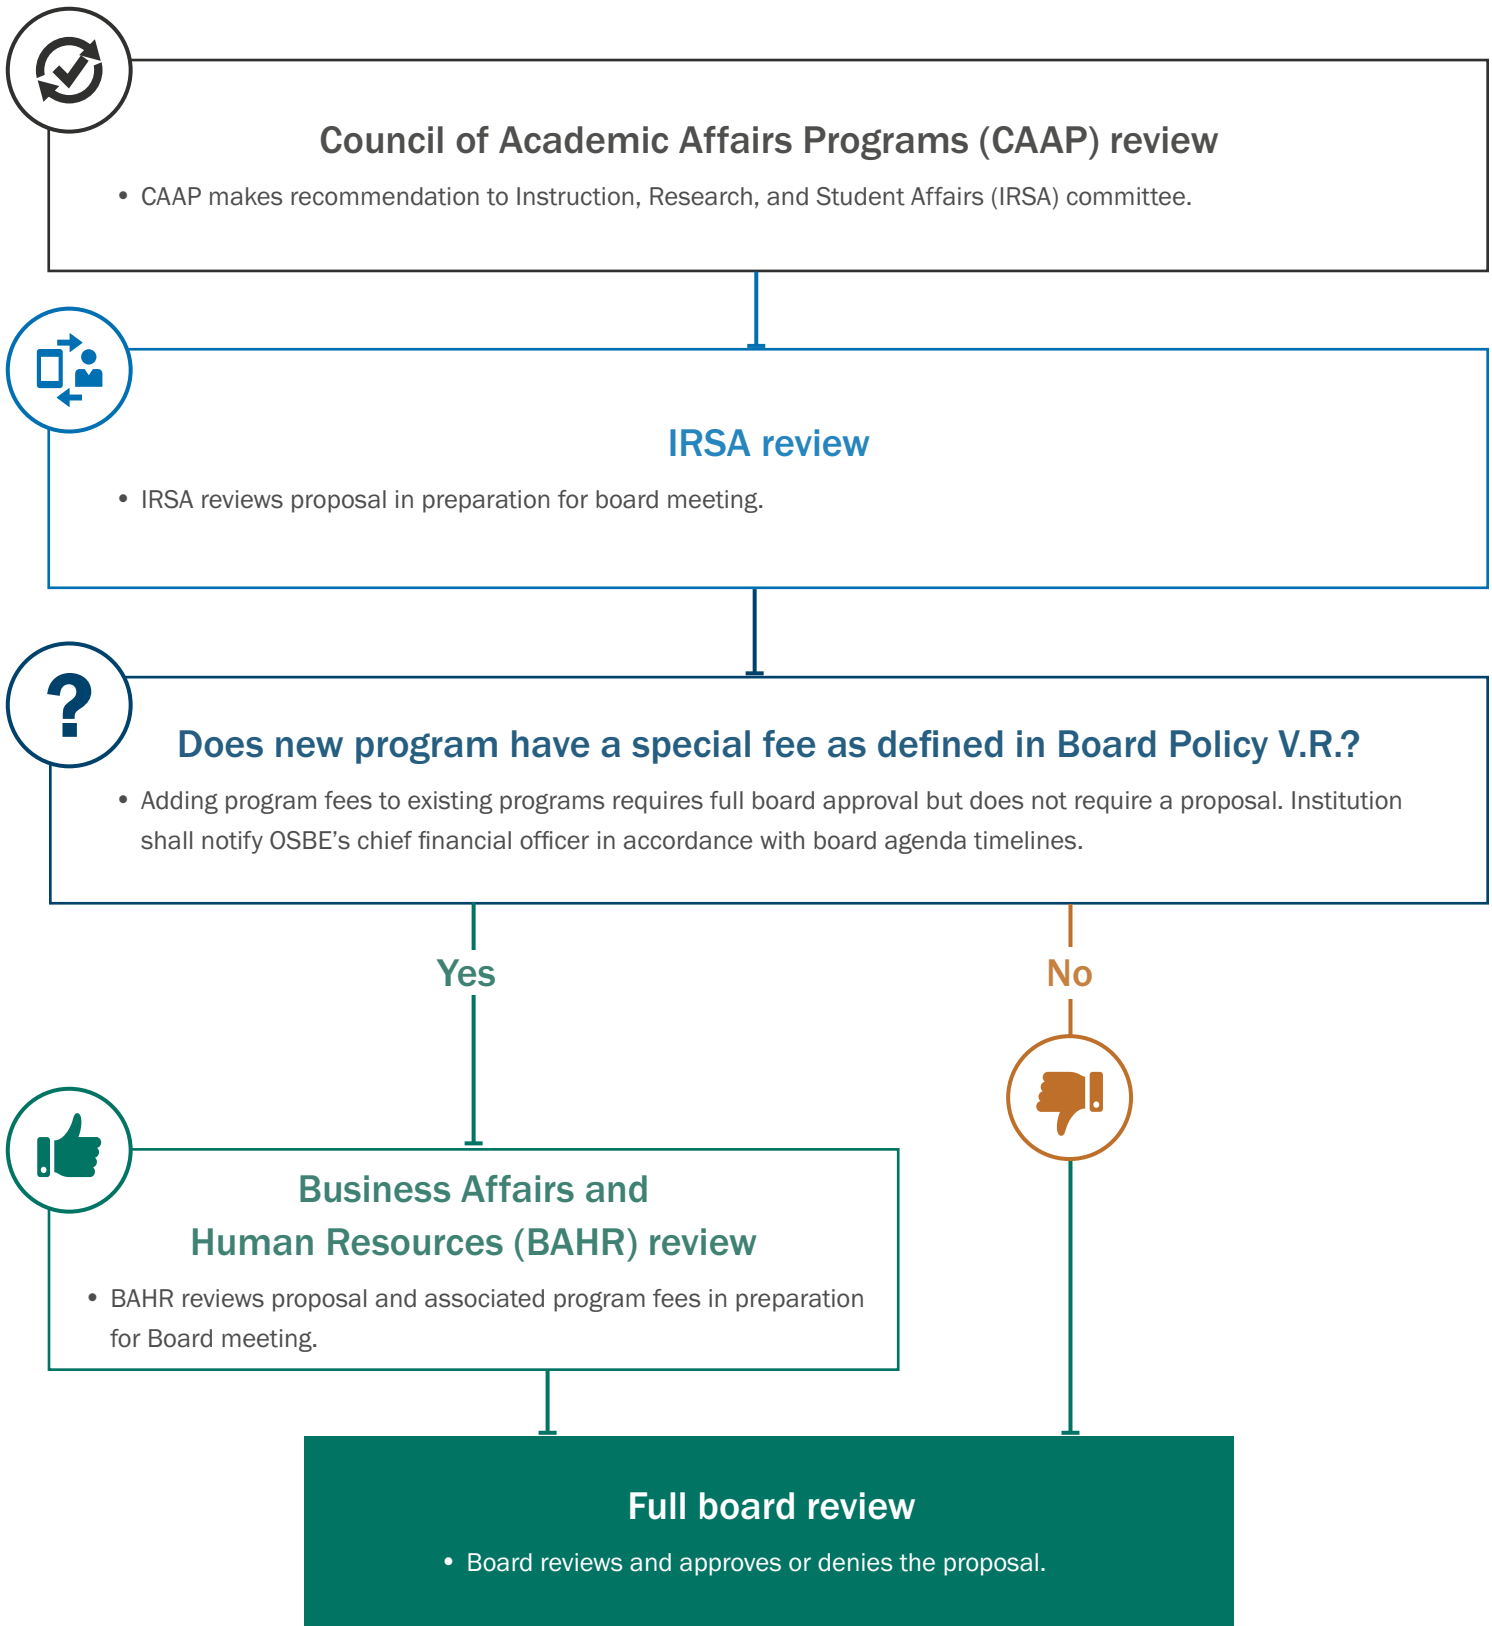 Council of Academic Affairs Programs (CAAP) review
• CAAP makes recommendation to Instruction, Research, and Student Affairs (IRSA) committee.
IRSA review
• IRSA reviews proposal in preparation for board meeting.
?
Does new program have a special fee as defined in Board Policy V.R.?
• Adding program fees to existing programs requires full board approval but does not require a proposal. Institution
shall notify OSBE’s chief financial officer in accordance with board agenda timelines.
Yes
No
Business Affairs and
Human Resources (BAHR) review
• BAHR reviews proposal and associated program fees in preparation
for Board meeting.
Full board review
• Board reviews and approves or denies the proposal.